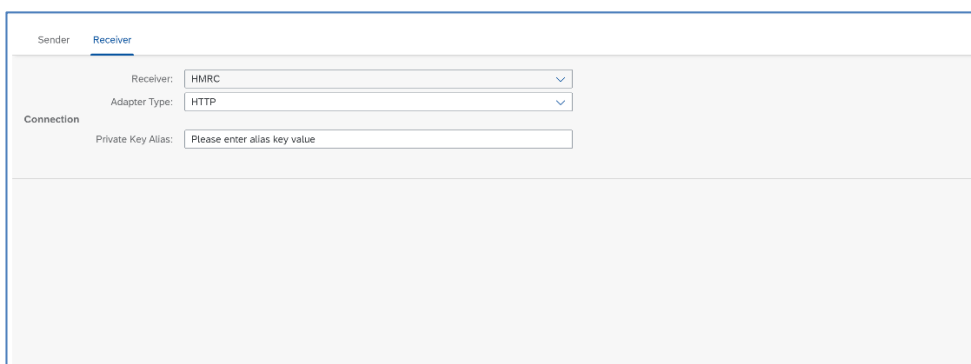 Sender Receiver
Receiver: HMRC
Adapter Type: HTTP
Connection
Private Key Alias: Please enter alias key value